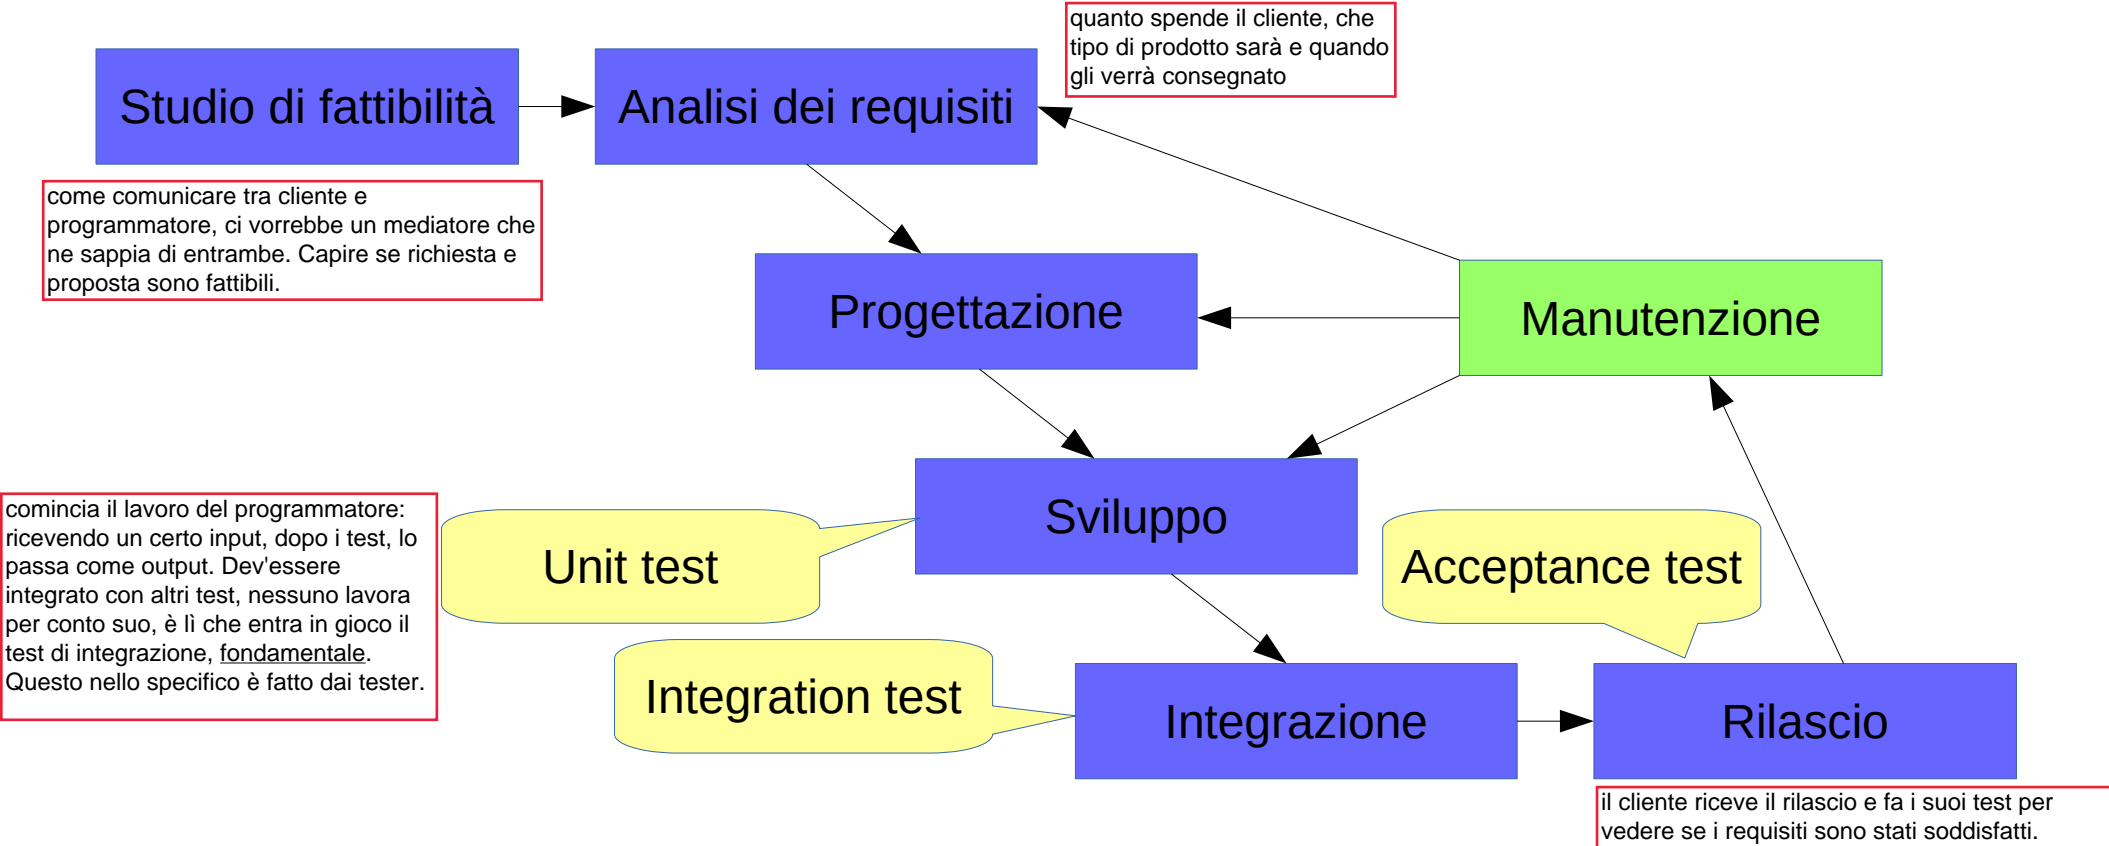 quanto spende il cliente, che
tipo di prodotto sarà e quando
gli verrà consegnato
Studio di fattibilità
Analisi dei requisiti
come comunicare tra cliente e
programmatore, ci vorrebbe un mediatore che
ne sappia di entrambe. Capire se richiesta e
proposta sono fattibili.
Progettazione
Manutenzione
comincia il lavoro del programmatore:
ricevendo un certo input, dopo i test, lo
passa come output. Dev'essere
integrato con altri test, nessuno lavora
per conto suo, è lì che entra in gioco il
test di integrazione, fondamentale.
Questo nello specifico è fatto dai tester.
Sviluppo
Unit test
Acceptance test
Integration test
Integrazione
Rilascio
il cliente riceve il rilascio e fa i suoi test per
vedere se i requisiti sono stati soddisfatti.